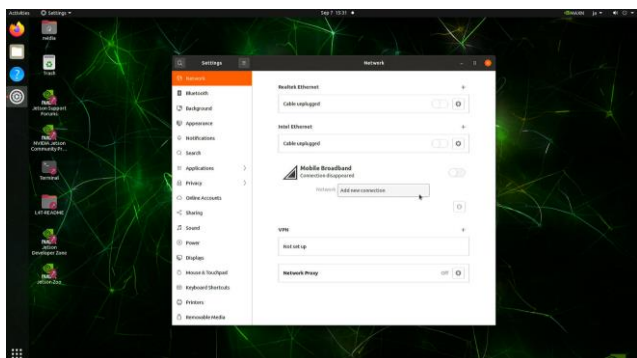 Activities
Settings
Sep 7 15:31
MAXN
ja
nvidia
Trash
Jetson Support
Forums
NVIDIA Jetson
Community Pr...
Terminal
L4T-README
Jetson
Developer Zone
Jetson Zoo
Settings
Network
Network
Bluetooth
Background
Appearance
Notifications
Search
Applications
Privacy
Online Accounts
Sharing
Sound
Power
Displays
Mouse & Touchpad
Keyboard Shortcuts
Printers
Removable Media
Realtek Ethernet
Cable unplugged
Intel Ethernet
Cable unplugged
Mobile Broadband
Connection disappeared
Network
Add new connection
VPN
Not set up
Network Proxy
Off